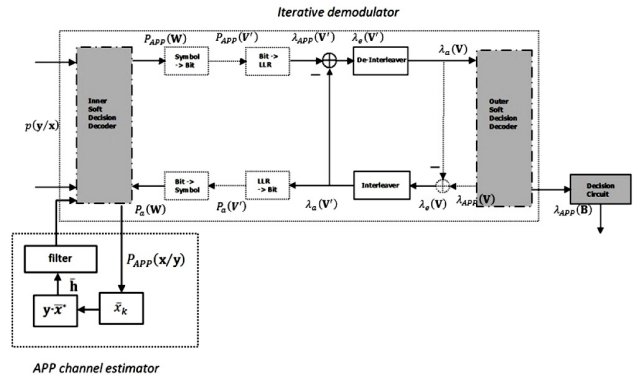 Iterative demodulator
P_APP(W)
P_APP(V')
λ_APP(V')
λ_e(V')
λ_a(V)
Inner
Soft
Decision
Decoder
Symbol
-> Bit
Bit ->
LLR
−
De-Interleaver
Outer
Soft
Decision
Decoder
p(y/x)
Bit ->
Symbol
LLR
-> Bit
Interleaver
−
Decision
Circuit
P_a(W)
P_a(V')
λ_a(V')
λ_e(V)
λ_APP(V)
λ_APP(B)
filter
P_APP(x/y)
h̄
y·x̄*
x̄_k
APP channel estimator